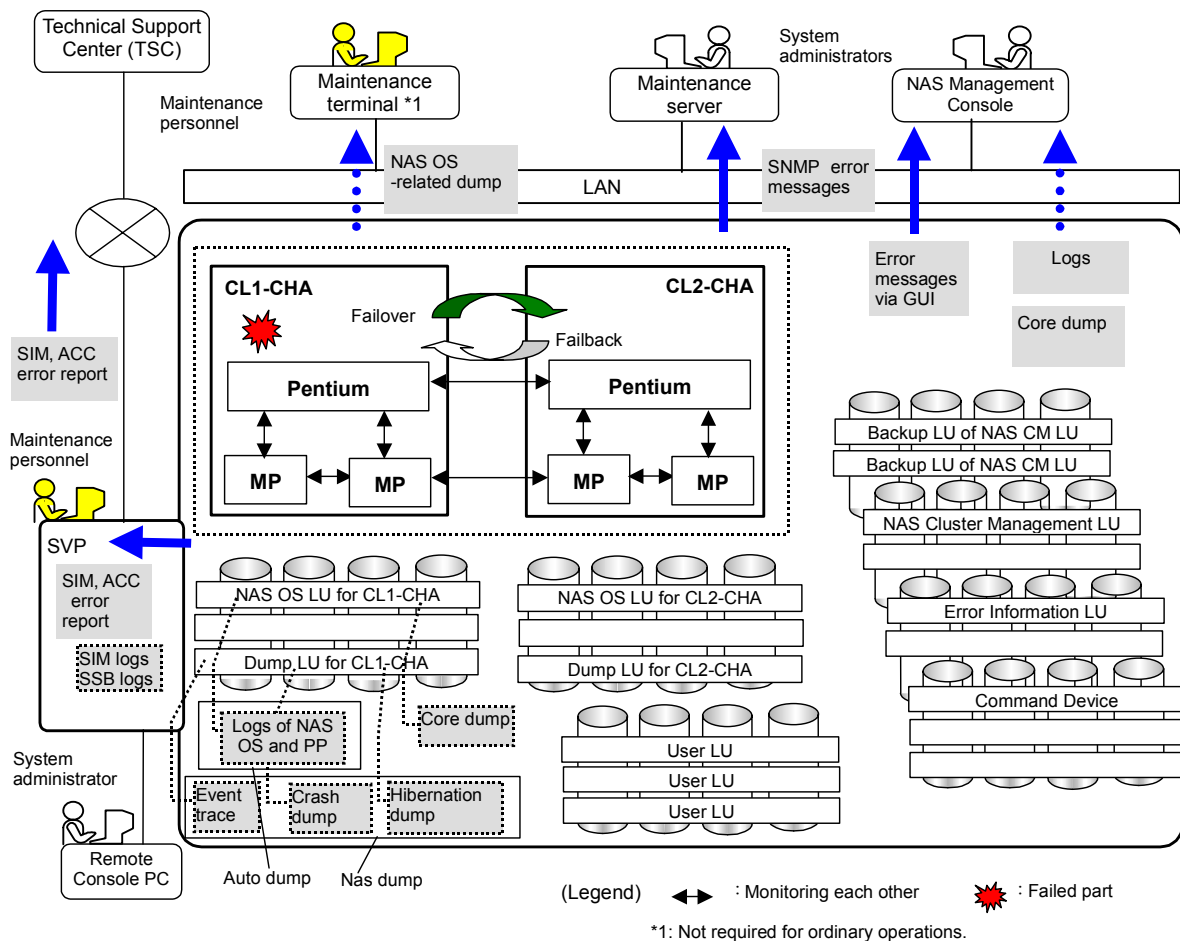 Technical Support
Center (TSC)
Maintenance
personnel
Maintenance
terminal *1
Maintenance
server
System
administrators
NAS Management
Console
NAS OS
-related dump
LAN
SNMP error
messages
SIM, ACC
error report
CL1-CHA
CL2-CHA
Failover
Failback
Pentium
Pentium
MP
MP
MP
MP
Error
messages
via GUI
Logs
Core dump
Maintenance
personnel
SVP
SIM, ACC
error
report
SIM logs
SSB logs
Backup LU of NAS CM LU
Backup LU of NAS CM LU
NAS Cluster Management LU
Error Information LU
Command Device
NAS OS LU for CL1-CHA
Dump LU for CL1-CHA
NAS OS LU for CL2-CHA
Dump LU for CL2-CHA
Logs of NAS
OS and PP
Core dump
User LU
User LU
User LU
Event
trace
Crash
dump
Hibernation
dump
System
administrator
Remote
Console PC
Auto dump
Nas dump
(Legend)
: Monitoring each other
: Failed part
*1: Not required for ordinary operations.